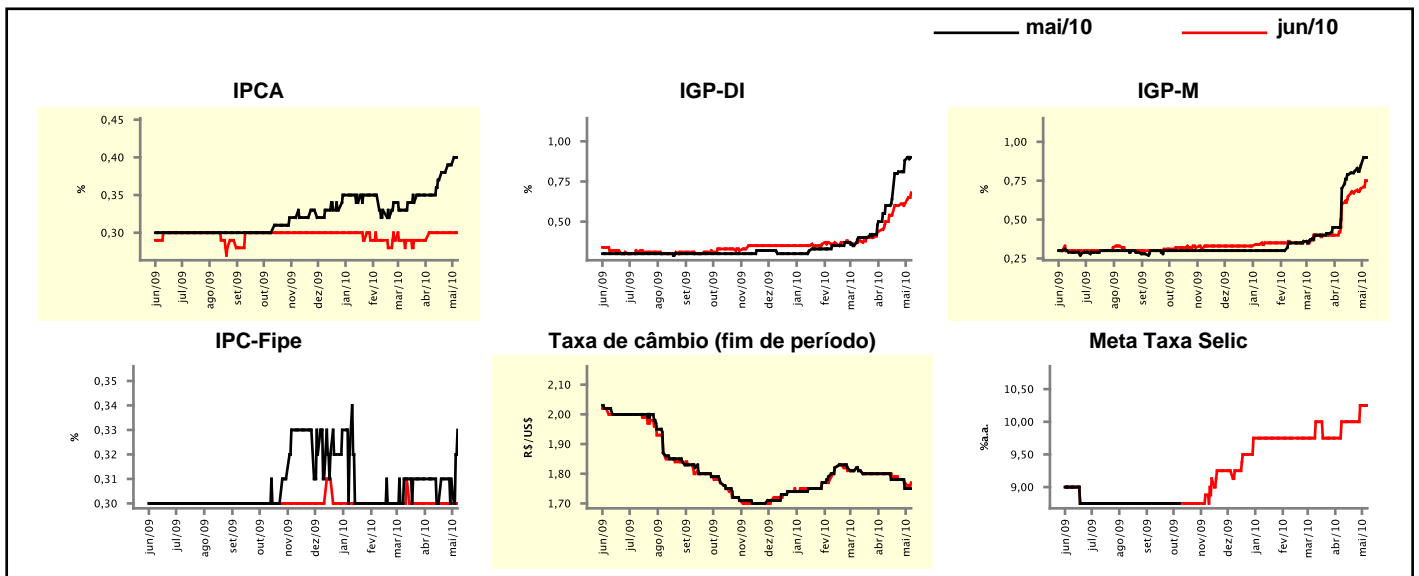 mai/10 jun/10
IPCA
0,45
0,40
0,35
0,30
%
jun/09 jul/09 ago/09 set/09 out/09 nov/09 dez/09 jan/10 fev/10 mar/10 abr/10 mai/10
IGP-DI
1,00
0,75
0,50
%
jun/09 jul/09 ago/09 set/09 out/09 nov/09 dez/09 jan/10 fev/10 mar/10 abr/10 mai/10
IGP-M
1,00
0,75
0,50
0,25
%
jun/09 jul/09 ago/09 set/09 out/09 nov/09 dez/09 jan/10 fev/10 mar/10 abr/10 mai/10
IPC-Fipe
0,35
0,34
0,33
0,32
0,31
0,30
%
jun/09 jul/09 ago/09 set/09 out/09 nov/09 dez/09 jan/10 fev/10 mar/10 abr/10 mai/10
Taxa de câmbio (fim de período)
2,10
2,00
1,90
1,80
1,70
R$/US$
jun/09 jul/09 ago/09 set/09 out/09 nov/09 dez/09 jan/10 fev/10 mar/10 abr/10 mai/10
Meta Taxa Selic
10,50
10,00
9,50
9,00
%a.a.
jun/09 jul/09 ago/09 set/09 out/09 nov/09 dez/09 jan/10 fev/10 mar/10 abr/10 mai/10